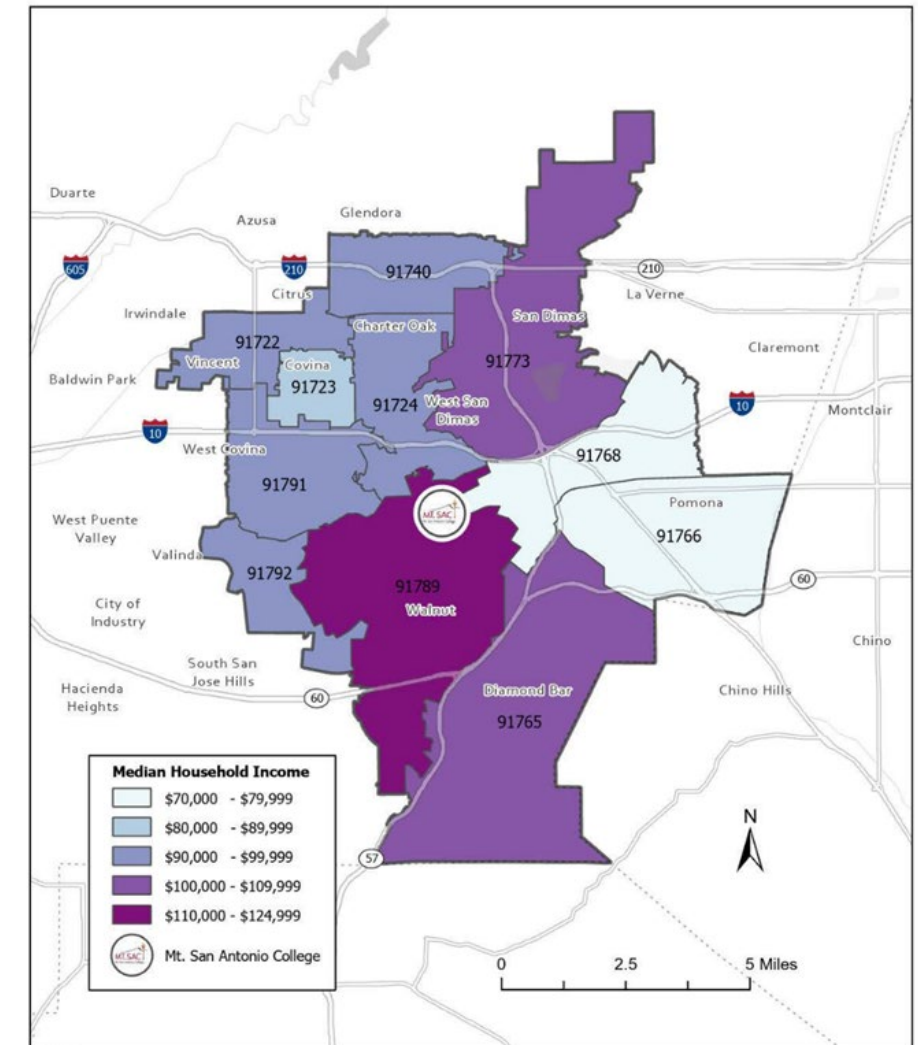 Duarte
Azusa
Glendora
605
210
91740
210
Citrus
La Verne
Irwindale
Charter Oak
San Dimas
91722
Vincent
Covina
91723
91773
Claremont
Baldwin Park
91724
West San
Dimas
10
Montclair
10
West Covina
91768
91791
Pomona
MT. SAC
West Puente
Valley
91766
Valinda
91792
91789
60
City of
Industry
Walnut
Chino
South San
Jose Hills
Hacienda
Heights
60
Diamond Bar
Chino Hills
91765
57
Median Household Income
$70,000 - $79,999
$80,000 - $89,999
$90,000 - $99,999
$100,000 - $109,999
$110,000 - $124,999
MT. SAC
Mt. San Antonio College
N
0 2.5 5 Miles